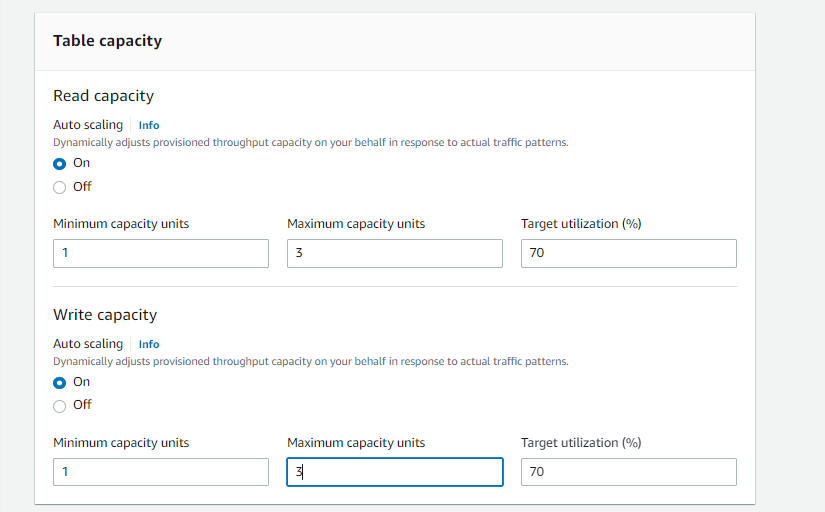 Table capacity
Read capacity
Auto scaling Info
Dynamically adjusts provisioned throughput capacity on your behalf in response to actual traffic patterns.
On
Off
Minimum capacity units Maximum capacity units Target utilization (%)
1 3 70
Write capacity
Auto scaling Info
Dynamically adjusts provisioned throughput capacity on your behalf in response to actual traffic patterns.
On
Off
Minimum capacity units Maximum capacity units Target utilization (%)
1 3 70